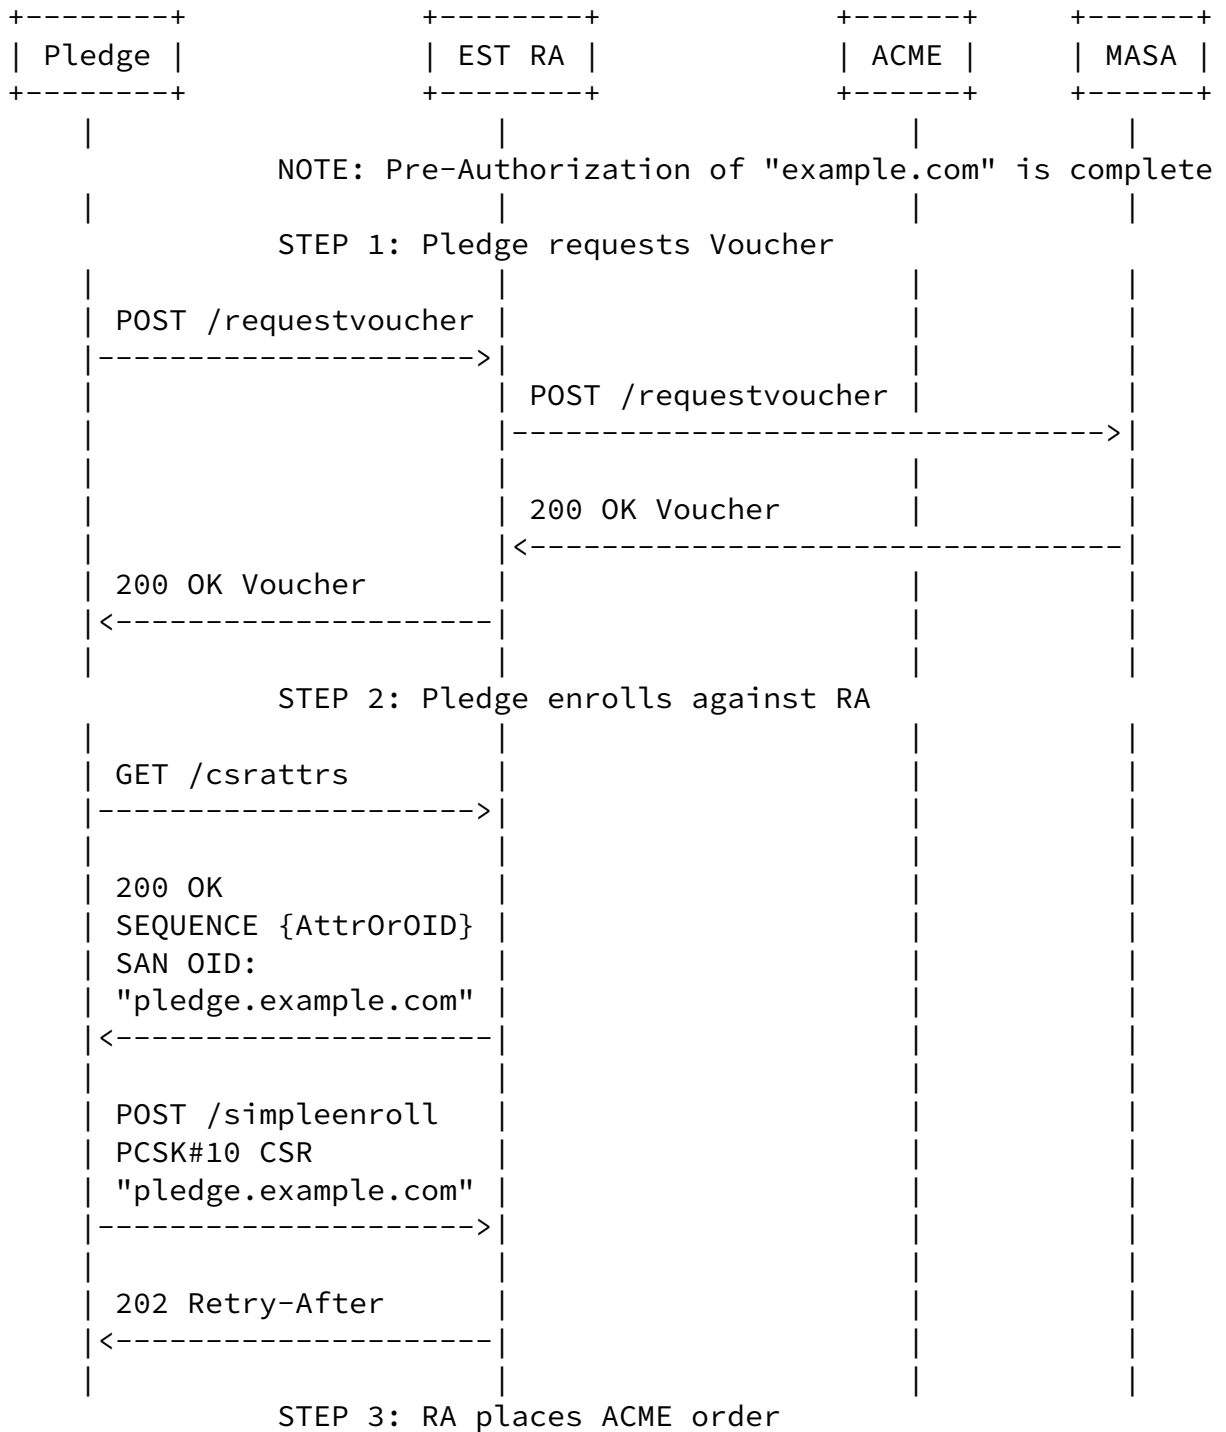 +--------+             +--------+             +------+     +------+
| Pledge |             | EST RA |             | ACME |     | MASA |
+--------+             +--------+             +------+     +------+
    |                      |                      |           |
               NOTE: Pre-Authorization of "example.com" is complete
    |                      |                      |           |
               STEP 1: Pledge requests Voucher
    |                      |                      |           |
    | POST /requestvoucher |                      |           |
    |--------------------->|                      |           |
    |                      | POST /requestvoucher |           |
    |                      |--------------------------------->|
    |                      |                      |           |
    |                      | 200 OK Voucher       |           |
    |                      |<---------------------------------|
    | 200 OK Voucher       |                      |           |
    |<---------------------|                      |           |
    |                      |                      |           |
               STEP 2: Pledge enrolls against RA
    |                      |                      |           |
    | GET /csrattrs        |                      |           |
    |--------------------->|                      |           |
    |                      |                      |           |
    | 200 OK               |                      |           |
    | SEQUENCE {AttrOrOID} |                      |           |
    | SAN OID:             |                      |           |
    | "pledge.example.com" |                      |           |
    |<---------------------|                      |           |
    |                      |                      |           |
    | POST /simpleenroll   |                      |           |
    | PCSK#10 CSR          |                      |           |
    | "pledge.example.com" |                      |           |
    |--------------------->|                      |           |
    |                      |                      |           |
    | 202 Retry-After      |                      |           |
    |<---------------------|                      |           |
    |                      |                      |           |
               STEP 3: RA places ACME order